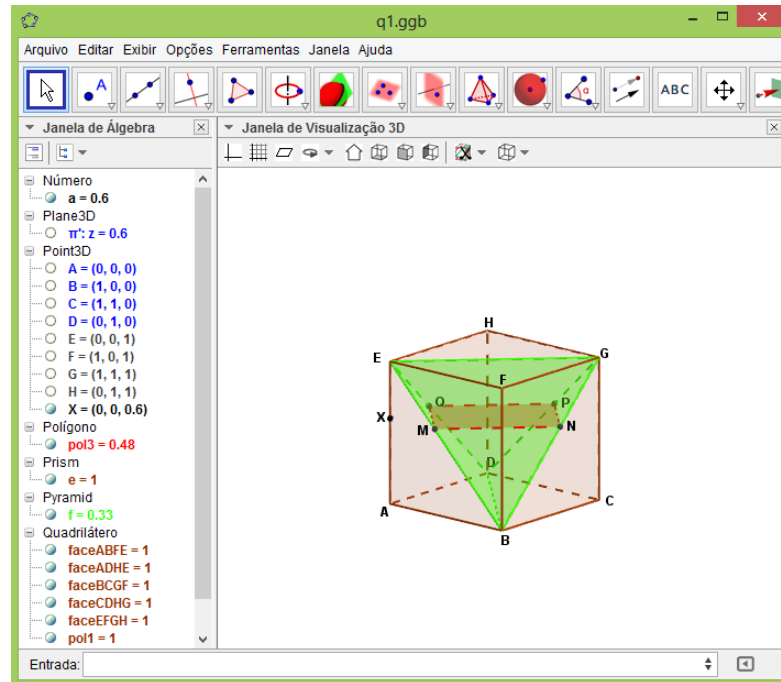 q1.ggb
Arquivo Editar Exibir Opções Ferramentas Janela Ajuda
A
α
ABC
Janela de Álgebra
Janela de Visualização 3D
Número
a = 0.6
Plane3D
π': z = 0.6
Point3D
A = (0, 0, 0)
B = (1, 0, 0)
C = (1, 1, 0)
D = (0, 1, 0)
E = (0, 0, 1)
F = (1, 0, 1)
G = (1, 1, 1)
H = (0, 1, 1)
X = (0, 0, 0.6)
Polígono
pol3 = 0.48
Prism
e = 1
Pyramid
f = 0.33
Quadrilátero
faceABFE = 1
faceADHE = 1
faceBCGF = 1
faceCDHG = 1
faceEFGH = 1
pol1 = 1
H
E
G
F
Q
P
X
M
N
D
A
C
B
Entrada: